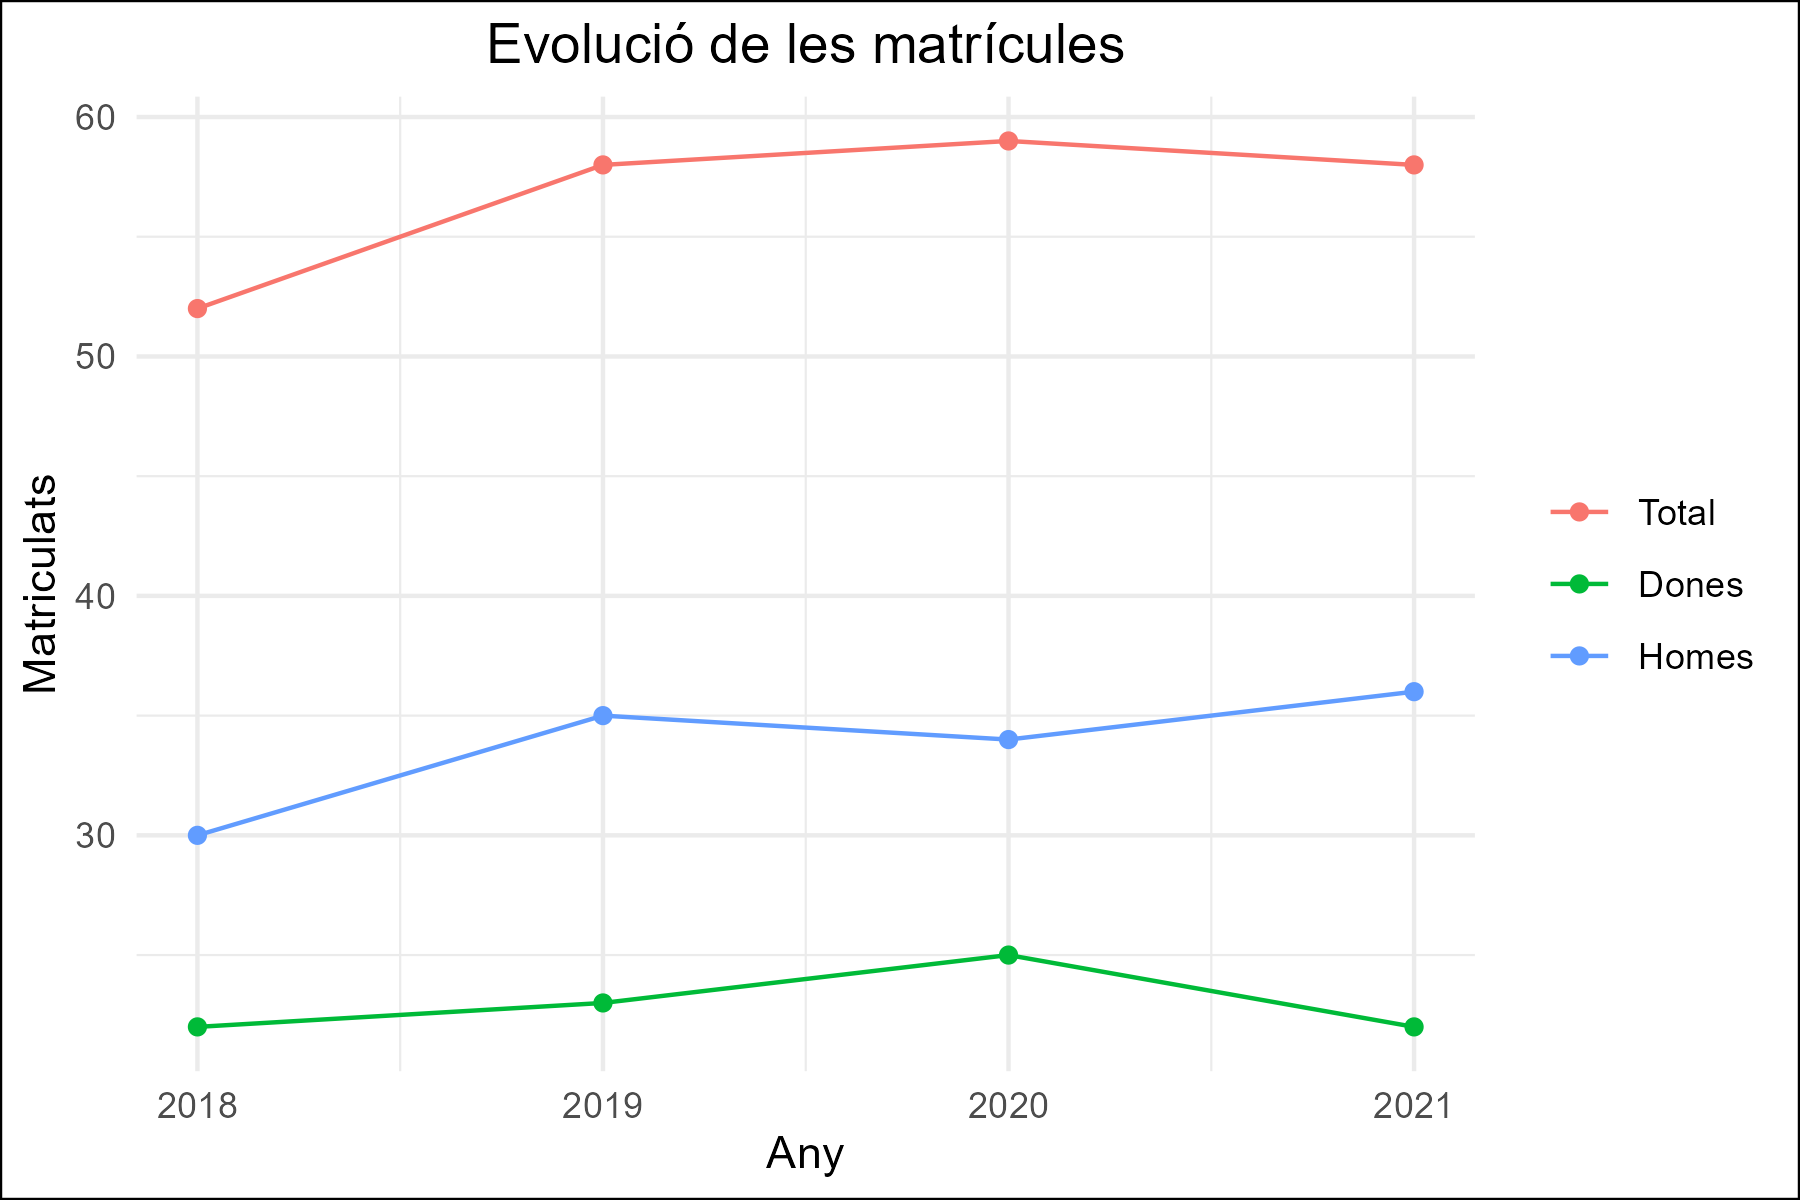 Evolució de les matrícules
60
50
40
30
Matriculats
2018 2019 2020 2021
Any
Total
Dones
Homes